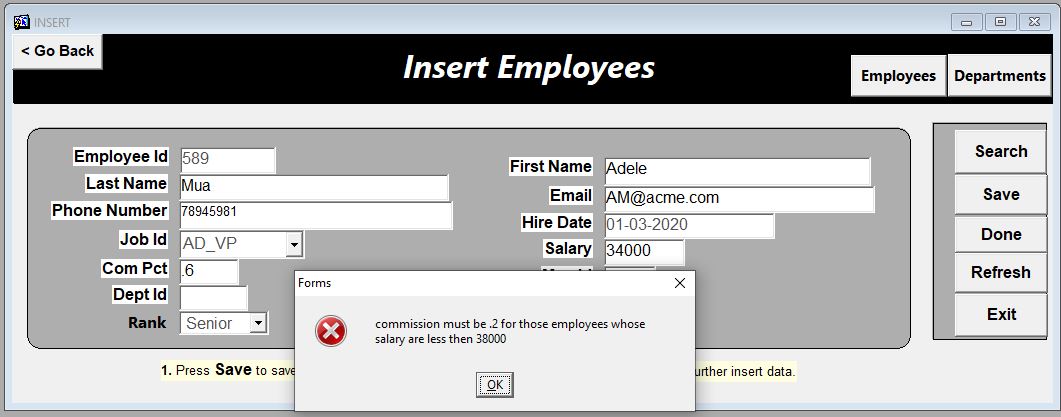 INSERT
< Go Back
Insert Employees
Employees
Departments
Employee Id 589
Last Name Mua
Phone Number 78945981
Job Id AD_VP
Com Pct .6
Dept Id
Rank Senior
First Name Adele
Email AM@acme.com
Hire Date 01-03-2020
Salary 34000
Search
Save
Done
Refresh
Exit
Forms
commission must be .2 for those employees whose
salary are less then 38000
OK
1. Press Save to save
urther insert data.